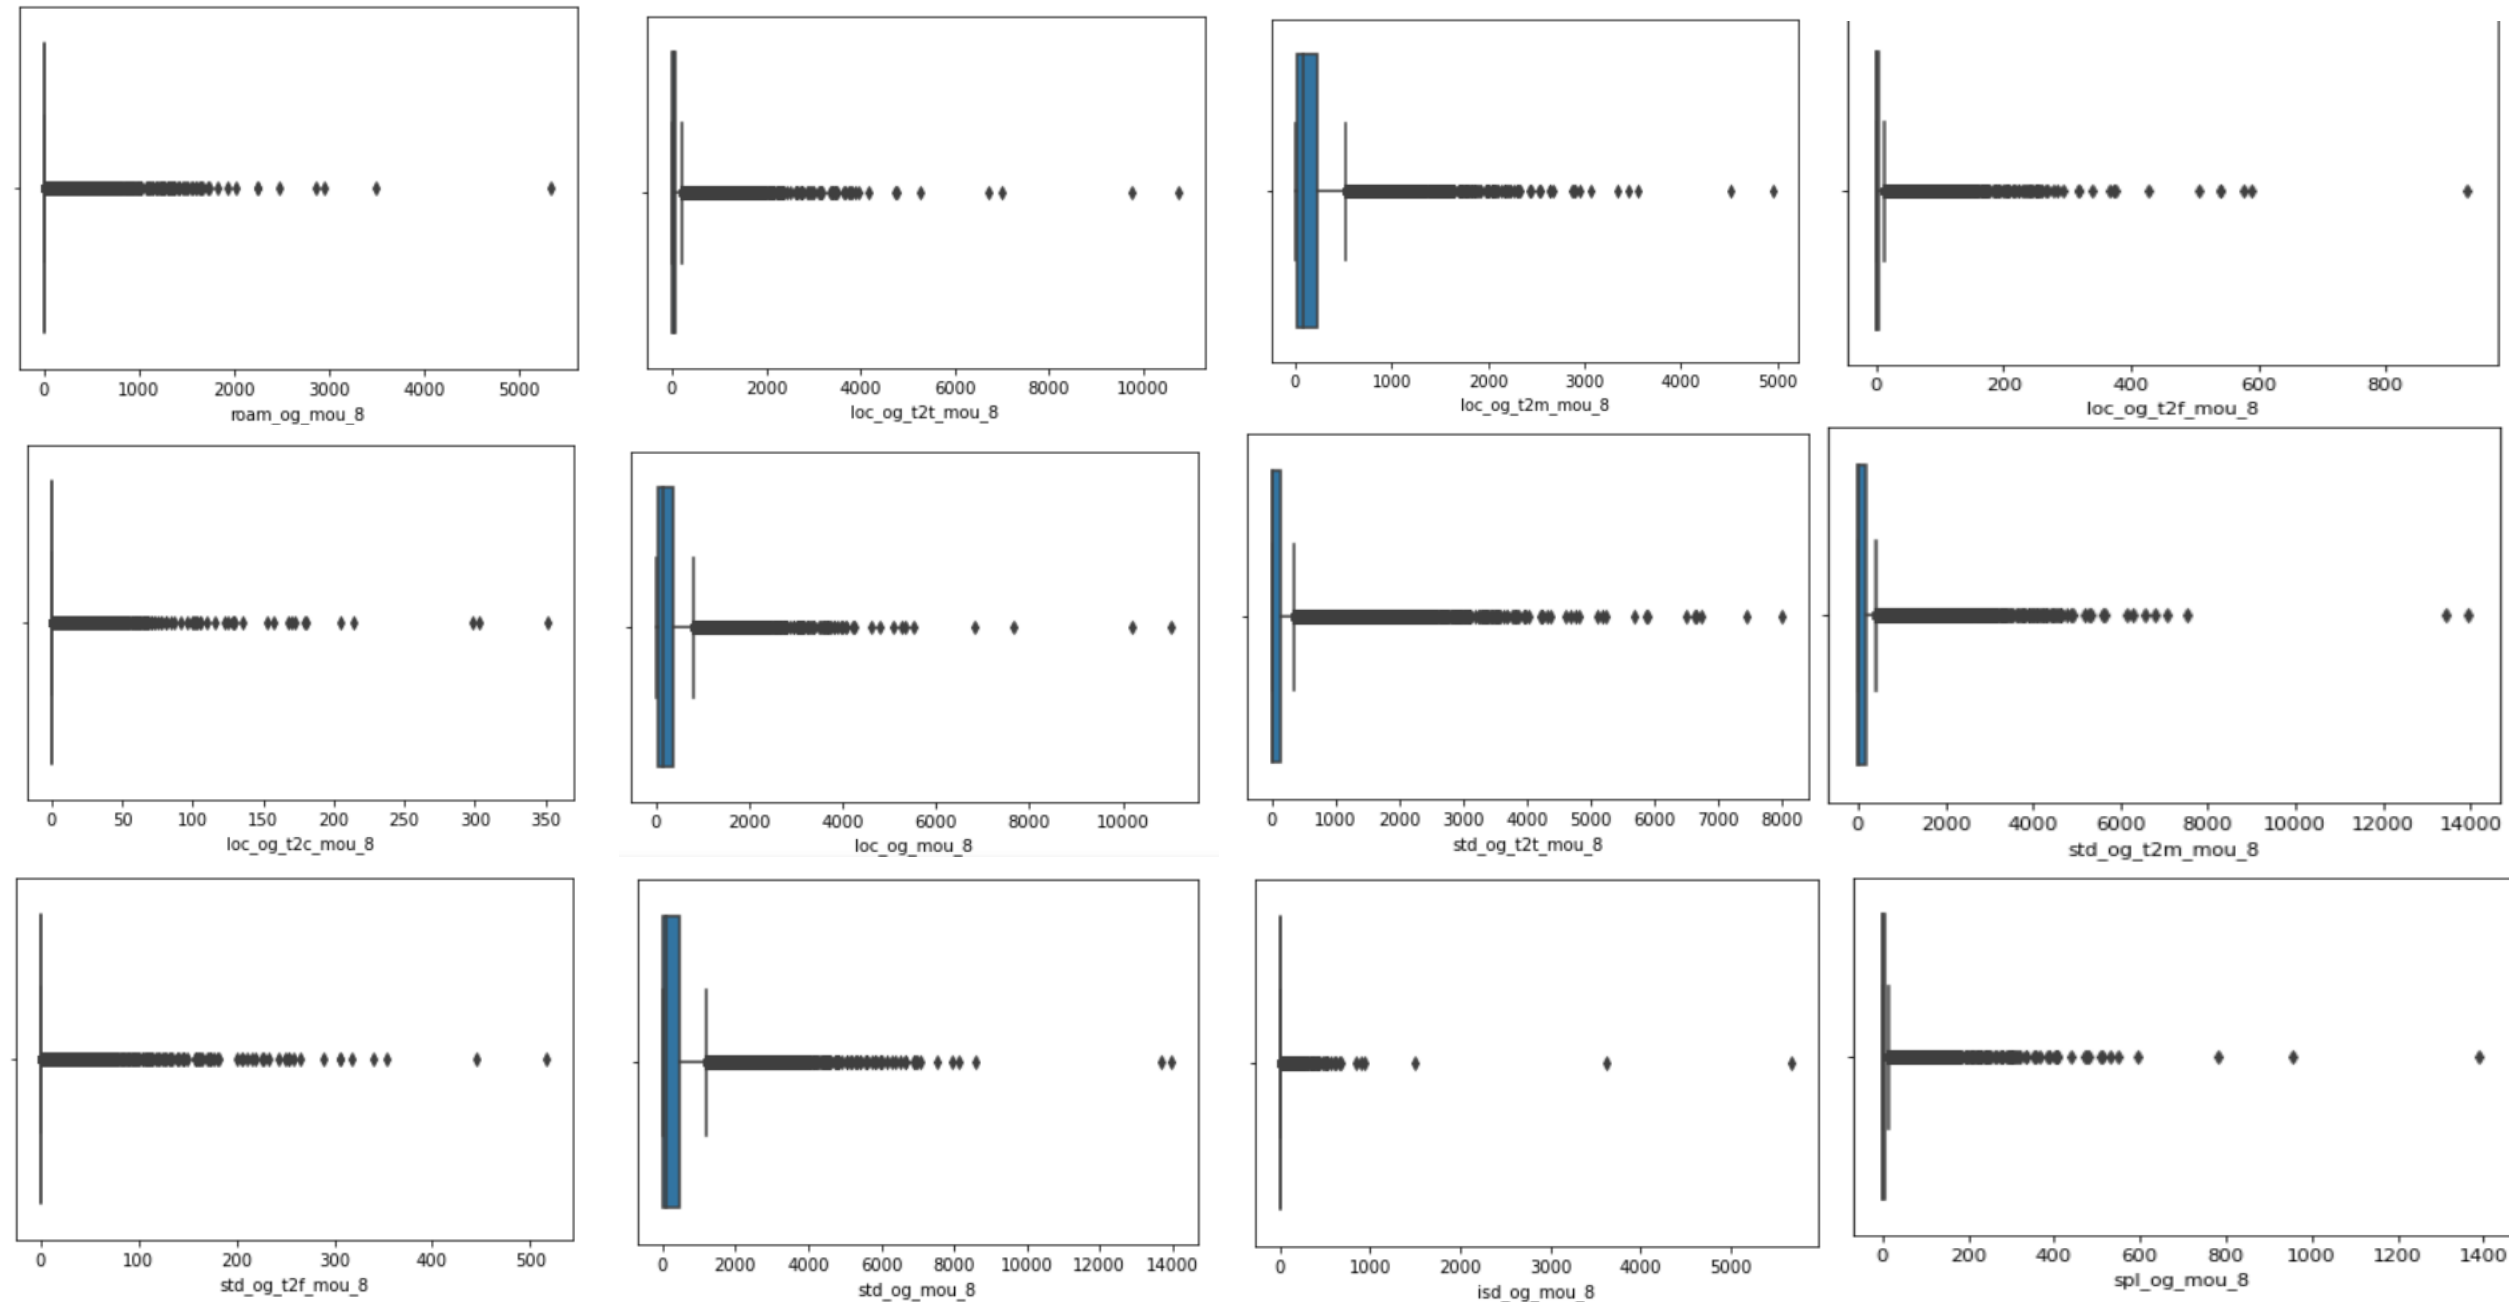 0 1000 2000 3000 4000 5000
roam_og_mou_8
0 2000 4000 6000 8000 10000
loc_og_t2t_mou_8
0 1000 2000 3000 4000 5000
loc_og_t2m_mou_8
0 200 400 600 800
loc_og_t2f_mou_8
0 50 100 150 200 250 300 350
loc_og_t2c_mou_8
0 2000 4000 6000 8000 10000
loc_og_mou_8
0 1000 2000 3000 4000 5000 6000 7000 8000
std_og_t2t_mou_8
0 2000 4000 6000 8000 10000 12000 14000
std_og_t2m_mou_8
0 100 200 300 400 500
std_og_t2f_mou_8
0 2000 4000 6000 8000 10000 12000 14000
std_og_mou_8
0 1000 2000 3000 4000 5000
isd_og_mou_8
0 200 400 600 800 1000 1200 1400
spl_og_mou_8